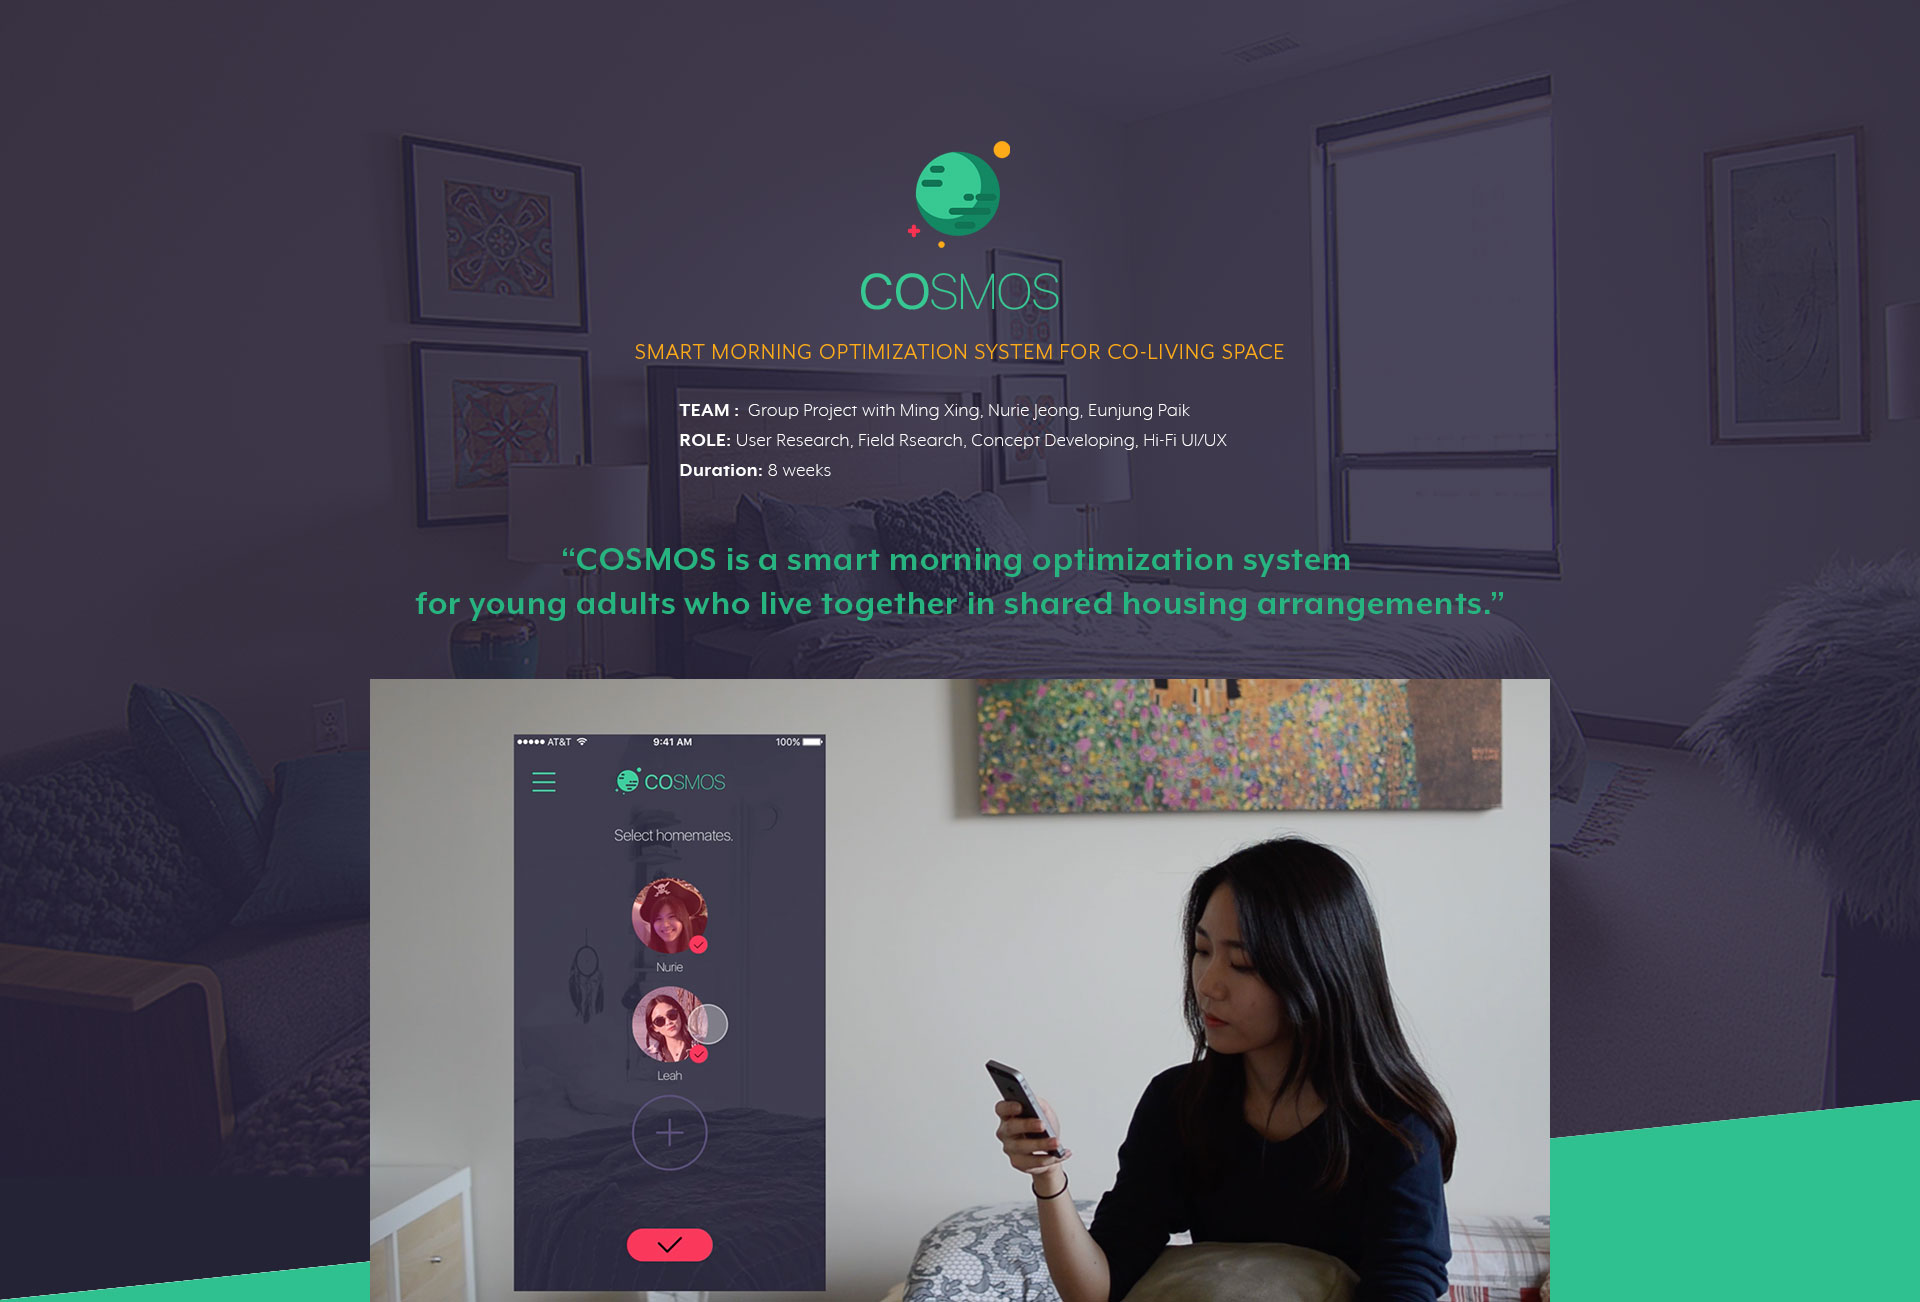 COSMOS
SMART MORNING OPTIMIZATION SYSTEM FOR CO-LIVING SPACE
TEAM : Group Project with Ming Xing, Nurie Jeong, Eunjung Paik
ROLE: User Research, Field Rsearch, Concept Developing, Hi-Fi UI/UX
Duration: 8 weeks
“COSMOS is a smart morning optimization system
for young adults who live together in shared housing arrangements.”
AT&T 9:41 AM 100%
COSMOS
Select homemates.
Nurie
Leah